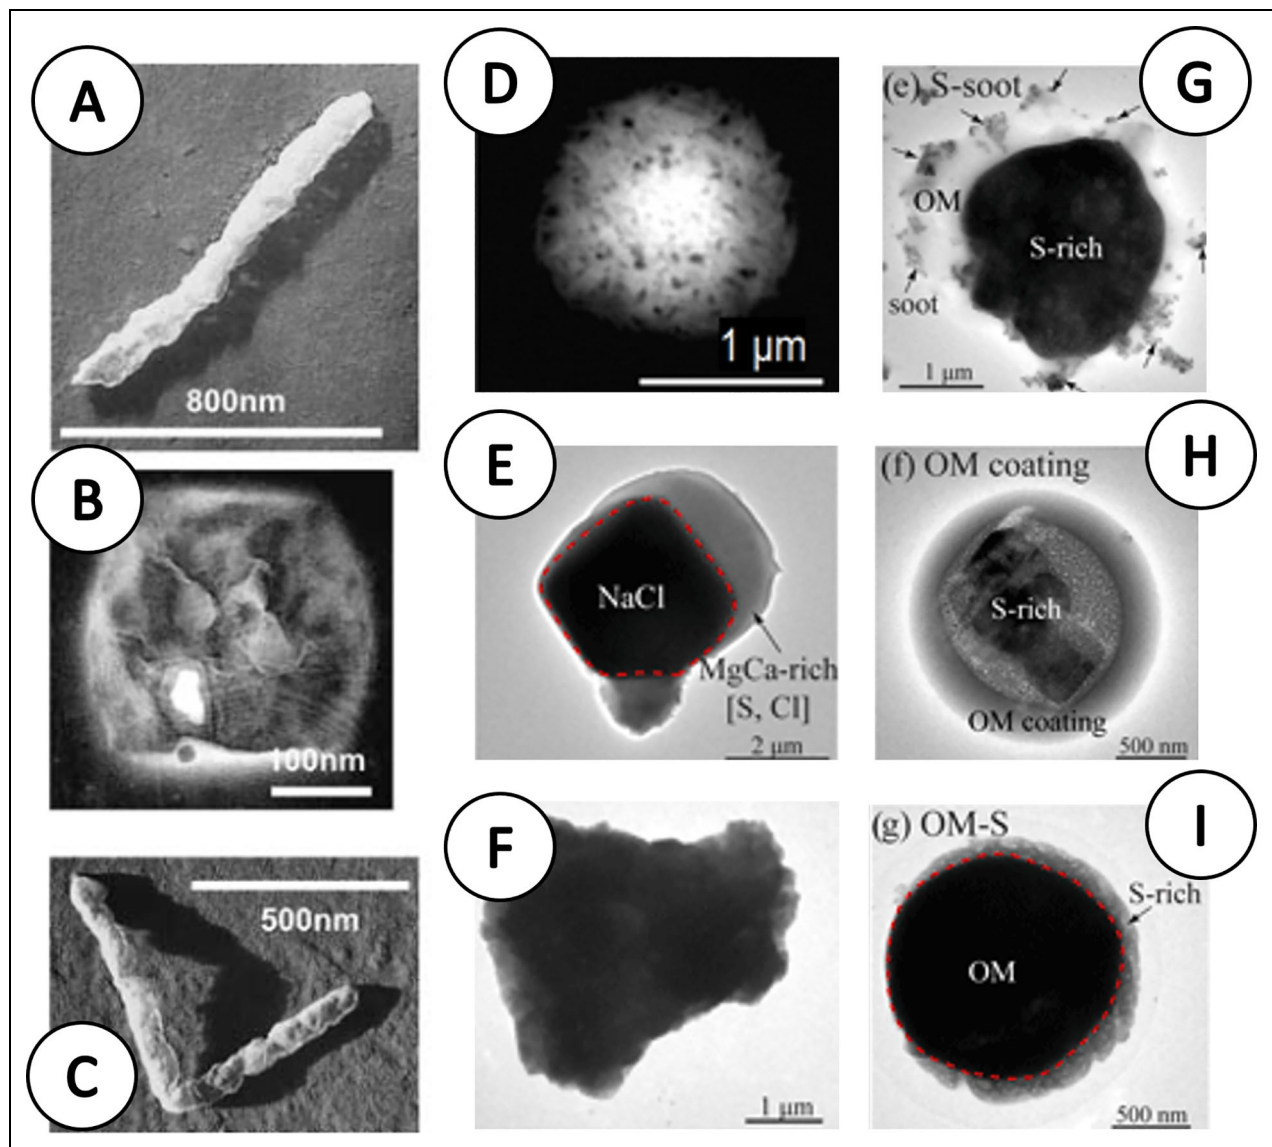 A
800nm
B
100nm
500nm
C
D
1 µm
E
NaCl
MgCa-rich
[S, Cl]
2 µm
F
1 µm
(e) S-soot
G
OM
S-rich
soot
1 µm
(f) OM coating
H
S-rich
OM coating
500 nm
(g) OM-S
I
S-rich
OM
500 nm